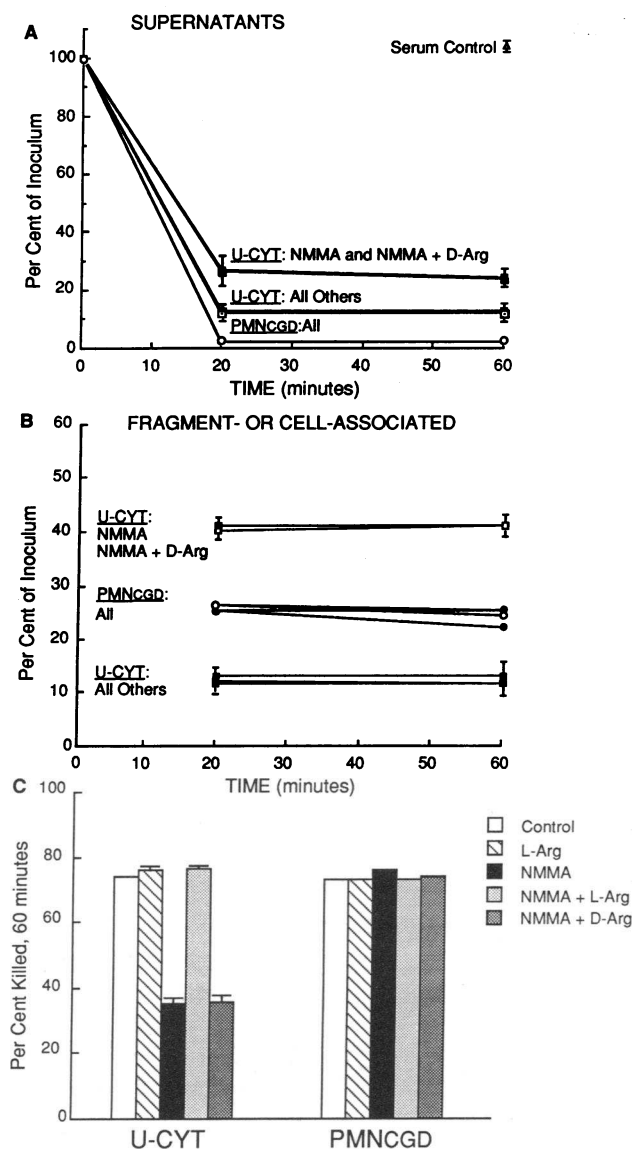 A
SUPERNATANTS
Serum Control
100
80
60
40
20
0
Per Cent of Inoculum
U-CYT: NMMA and NMMA + D-Arg
U-CYT: All Others
PMNCGD:All
0 10 20 30 40 50 60
TIME (minutes)
B
FRAGMENT- OR CELL-ASSOCIATED
60
50
40
30
20
10
0
Per Cent of Inoculum
U-CYT:
NMMA
NMMA + D-Arg
PMNCGD:
All
U-CYT:
All Others
0 10 20 30 40 50 60
TIME (minutes)
C
100
80
60
40
20
0
Per Cent Killed, 60 minutes
Control
L-Arg
NMMA
NMMA + L-Arg
NMMA + D-Arg
U-CYT PMNCGD